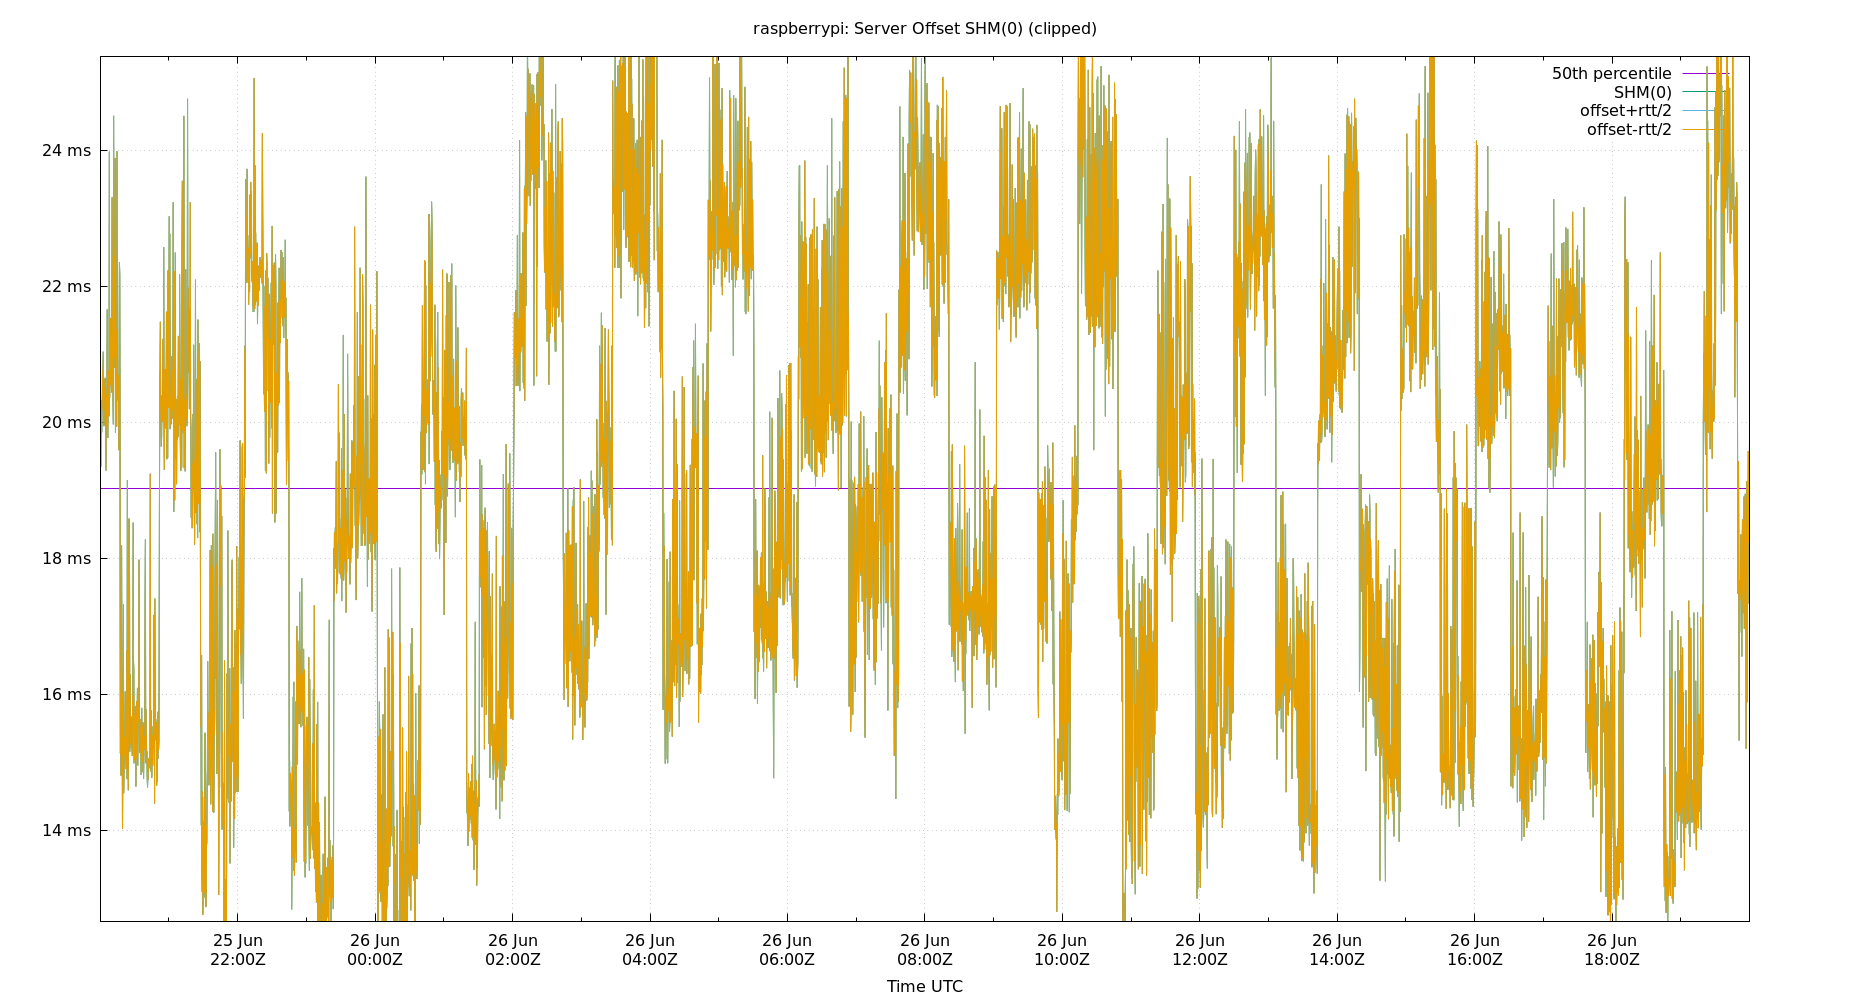 raspberrypi: Server Offset SHM(0) (clipped)
50th percentile
SHM(0)
offset+rtt/2
offset-rtt/2
24 ms
22 ms
20 ms
18 ms
16 ms
14 ms
25 Jun 26 Jun 26 Jun 26 Jun 26 Jun 26 Jun 26 Jun 26 Jun 26 Jun 26 Jun 26 Jun
22:00Z 00:00Z 02:00Z 04:00Z 06:00Z 08:00Z 10:00Z 12:00Z 14:00Z 16:00Z 18:00Z
Time UTC